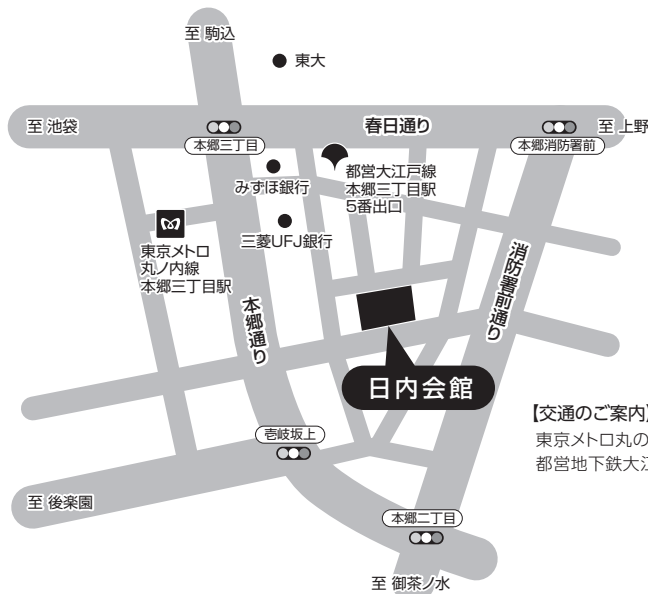 至 駒込
東大
至 池袋
春日通り
至 上野
本郷三丁目
本郷消防署前
みずほ銀行
都営大江戸線
本郷三丁目駅
5番出口
三菱UFJ銀行
東京メトロ
丸ノ内線
本郷三丁目駅
消防署前通り
本郷通り
日内会館
【交通のご案内】
東京メトロ丸の
都営地下鉄大江
壱岐坂上
至 後楽園
本郷二丁目
至 御茶ノ水